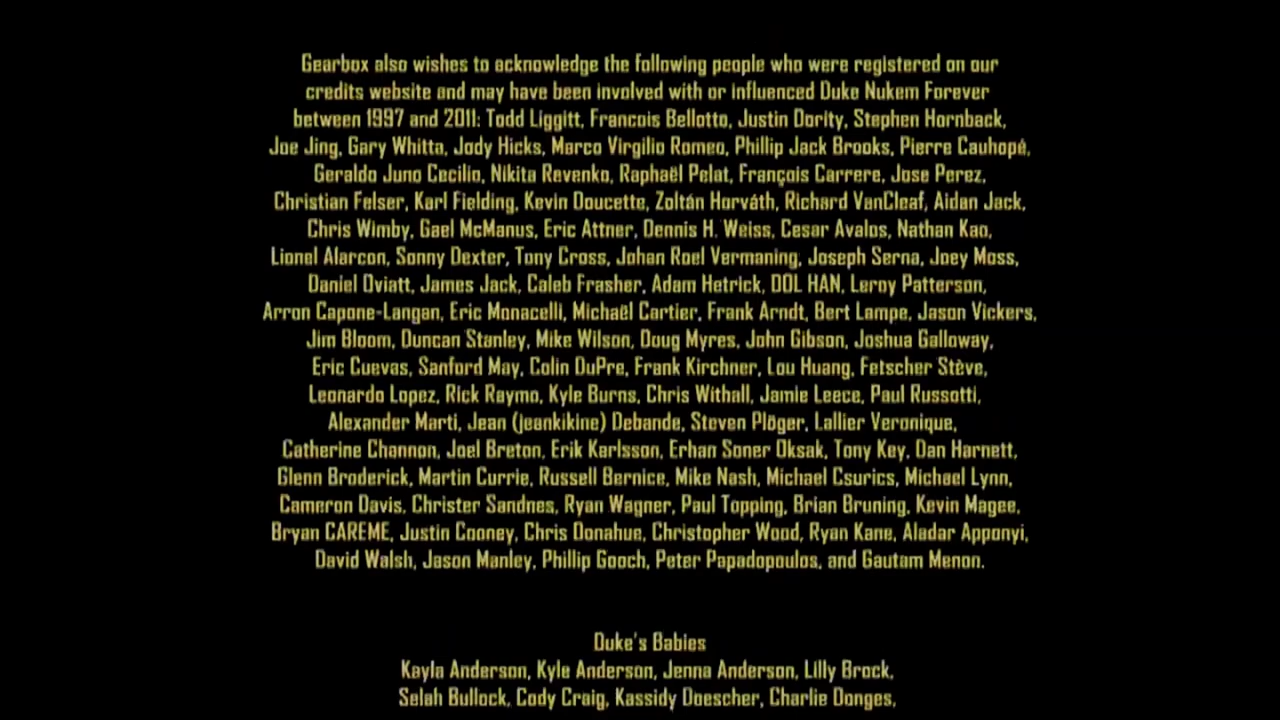 Gearbox also wishes to acknowledge the following people who were registered on our
credits website and may have been involved with or influenced Duke Nukem Forever
between 1997 and 2011: Todd Liggitt, Francois Bellotto, Justin Dority, Stephen Hornback,
Joe Jing, Gary Whitta, Jody Hicks, Marco Virgilio Romeo, Phillip Jack Brooks, Pierre Cauhopé,
Geraldo Juno Cecilio, Nikita Revenko, Raphaël Pelat, François Carrere, Jose Perez,
Christian Felser, Karl Fielding, Kevin Doucette, Zoltán Horváth, Richard VanCleaf, Aidan Jack,
Chris Wimby, Gael McManus, Eric Attner, Dennis H. Weiss, Cesar Avalos, Nathan Kao,
Lionel Alarcon, Sonny Dexter, Tony Cross, Johan Roel Vermaning, Joseph Serna, Joey Moss,
Daniel Oviatt, James Jack, Caleb Frasher, Adam Hetrick, DOL HAN, Leroy Patterson,
Arron Capone-Langan, Eric Monacelli, Michaël Cartier, Frank Arndt, Bert Lampe, Jason Vickers,
Jim Bloom, Duncan Stanley, Mike Wilson, Doug Myres, John Gibson, Joshua Galloway,
Eric Cuevas, Sanford May, Colin DuPre, Frank Kirchner, Lou Huang, Fetscher Stève,
Leonardo Lopez, Rick Raymo, Kyle Burns, Chris Withall, Jamie Leece, Paul Russotti,
Alexander Marti, Jean (jeankikine) Debande, Steven Plöger, Lallier Veronique,
Catherine Channon, Joel Breton, Erik Karlsson, Erhan Soner Oksak, Tony Key, Dan Harnett,
Glenn Broderick, Martin Currie, Russell Bernice, Mike Nash, Michael Csurics, Michael Lynn,
Cameron Davis, Christer Sandnes, Ryan Wagner, Paul Topping, Brian Bruning, Kevin Magee,
Bryan CAREME, Justin Cooney, Chris Donahue, Christopher Wood, Ryan Kane, Aladar Apponyi,
David Walsh, Jason Manley, Phillip Gooch, Peter Papadopoulos, and Gautam Menon.
Duke's Babies
Kayla Anderson, Kyle Anderson, Jenna Anderson, Lilly Brock,
Selah Bullock, Cody Craig, Kassidy Doescher, Charlie Donges,